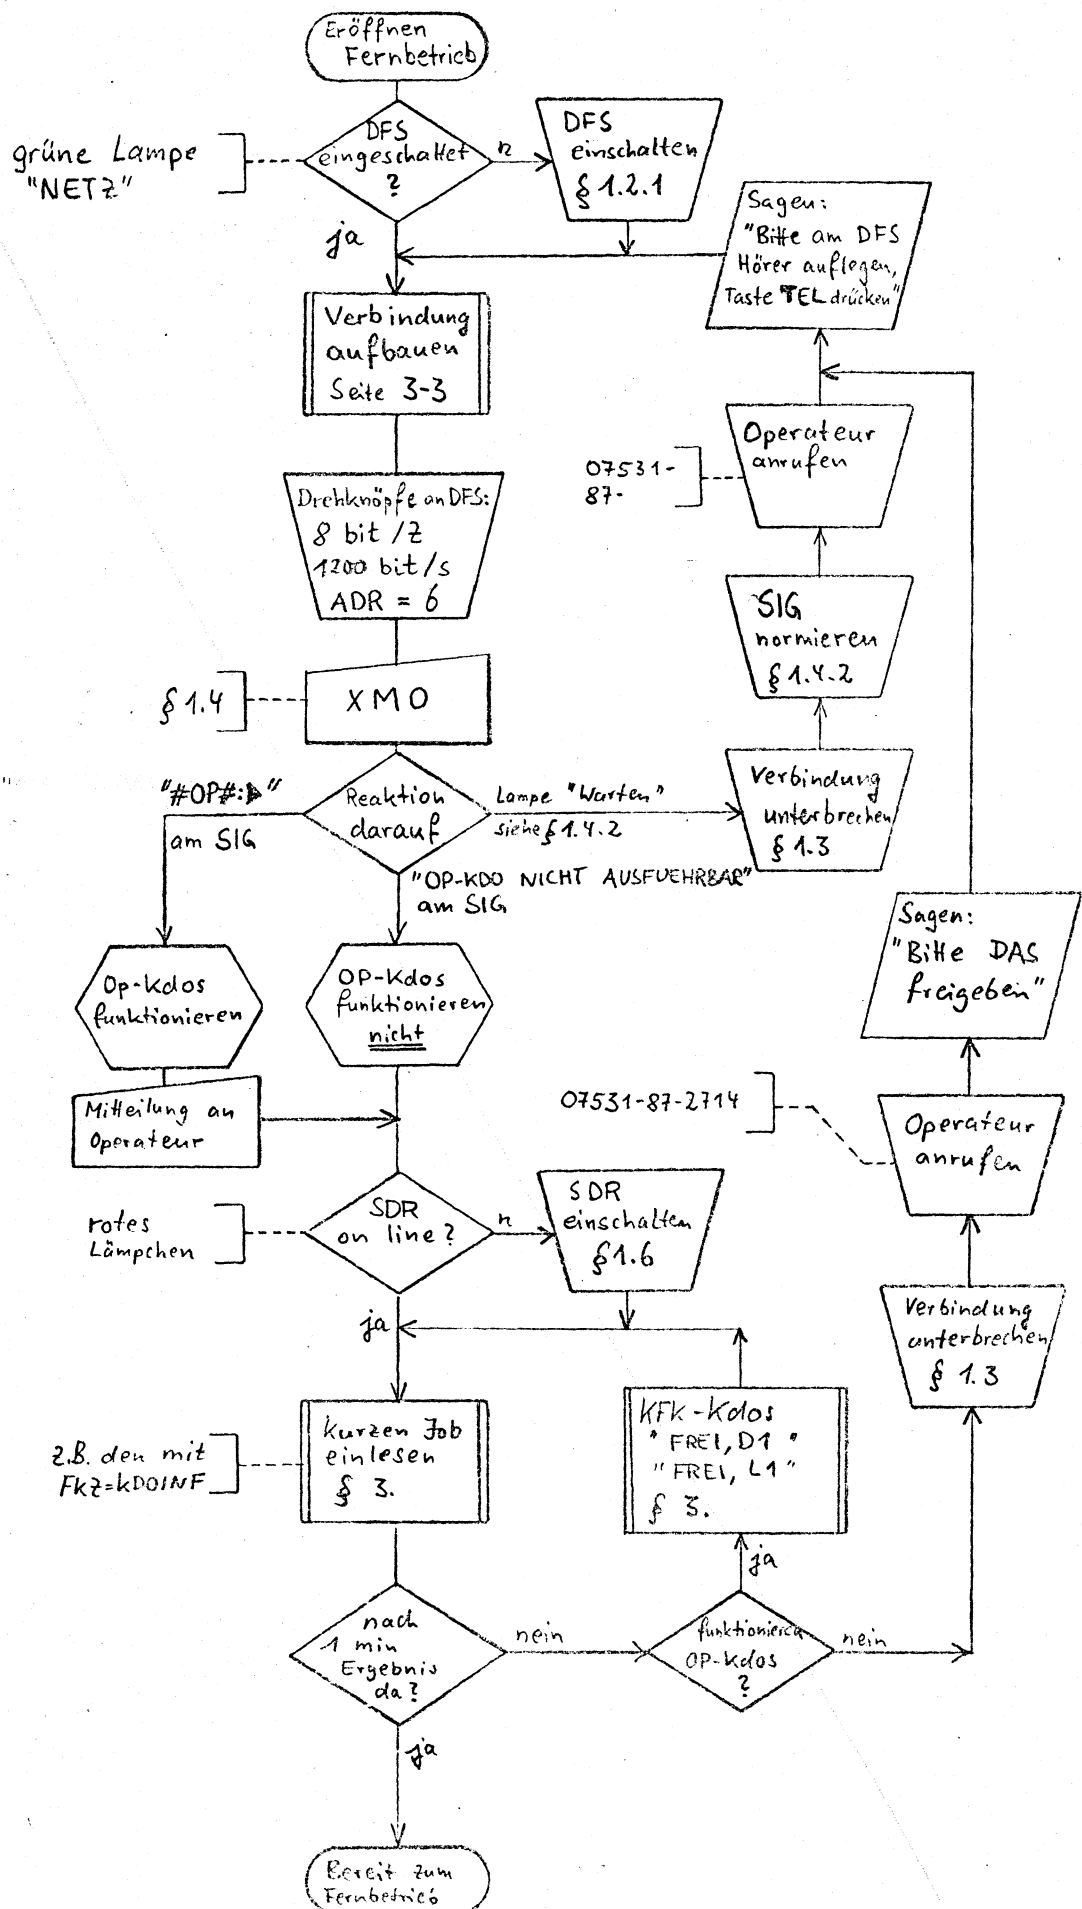 Eröffnen
Fernbetrieb
DFS
eingeschaltet
?
grüne Lampe
"NETZ"
n
DFS
einschalten
§ 1.2.1
ja
Sagen:
"Bitte am DFS
Hörer auflegen,
Taste TEL drücken"
Verbindung
aufbauen
Seite 3-3
Operateur
anrufen
07531-
87-
Drehknöpfe an DFS:
8 bit /Z
1200 bit/s
ADR = 6
SIG
normieren
§ 1.4.2
§ 1.4
XMO
Reaktion
darauf
"#OP#:▶"
am SIG
Lampe "Warten"
siehe § 1.4.2
Verbindung
unterbrechen
§ 1.3
"OP-KDO NICHT AUSFUEHRBAR"
am SIG
Sagen:
"Bitte DAS
freigeben"
Op-Kdos
funktionieren
OP-Kdos
funktionieren
nicht
Mitteilung an
Operateur
07531-87-2714
Operateur
anrufen
rotes
Lämpchen
SDR
on line?
n
SDR
einschalten
§1.6
ja
Verbindung
unterbrechen
§ 1.3
z.B. den mit
FKZ=KDOINF
Kurzen Job
einlesen
§ 3.
KFK-Kdos
"FREI,D1"
"FREI,L1"
§ 3.
ja
nach
1 min
Ergebnis
da?
nein
funktionieren
OP-Kdos
?
nein
ja
Bereit zum
Fernbetrieb